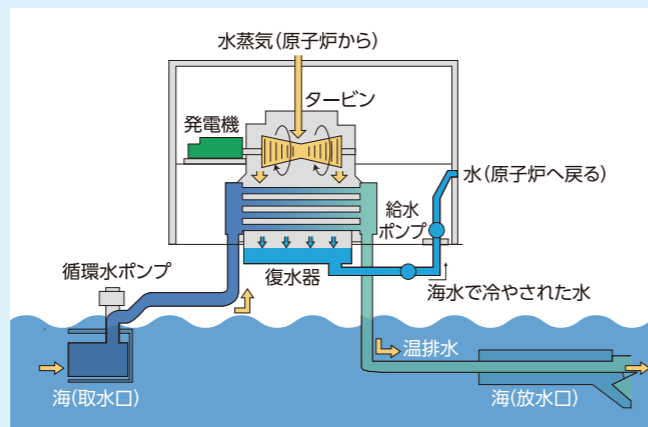 水蒸気(原子炉から)
タービン
発電機
水(原子炉へ戻る)
給水
ポンプ
循環水ポンプ
復水器
海水で冷やされた水
温排水
海(取水口)
海(放水口)